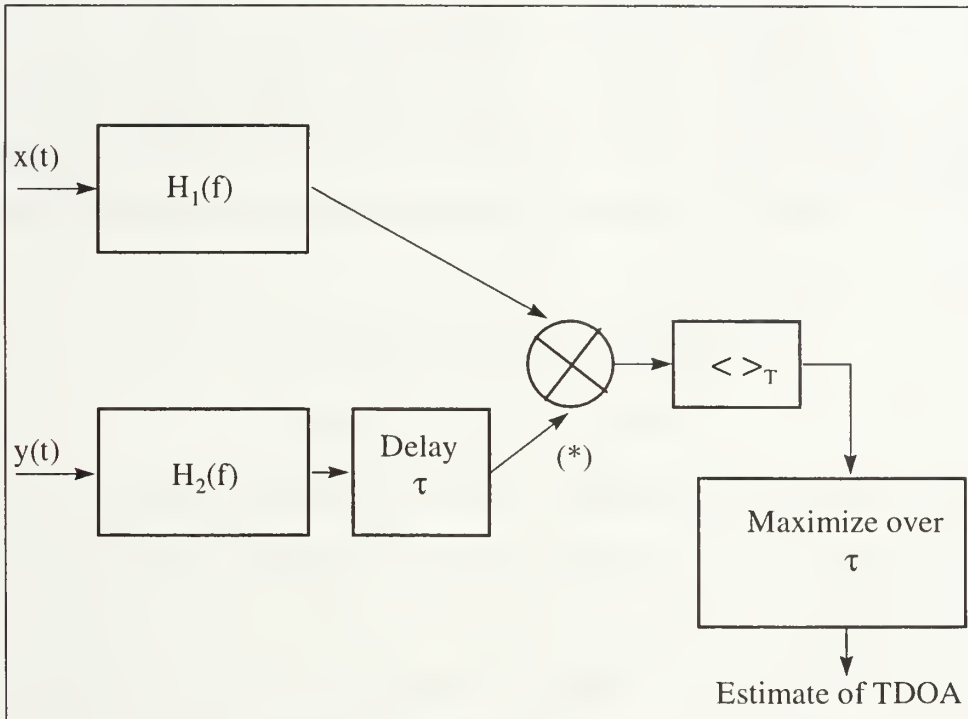 x(t)
H₁(f)
y(t)
H₂(f)
Delay
τ
(*)
< >T
Maximize over
τ
Estimate of TDOA